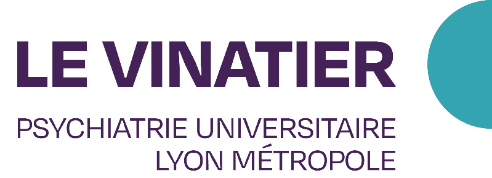 LE VINATIER
PSYCHIATRIE UNIVERSITAIRE
LYON MÉTROPOLE